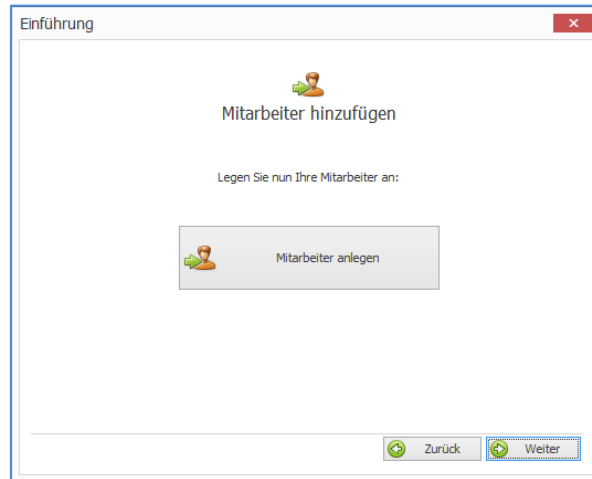 Einführung
Mitarbeiter hinzufügen
Legen Sie nun Ihre Mitarbeiter an:
Mitarbeiter anlegen
Zurück
Weiter